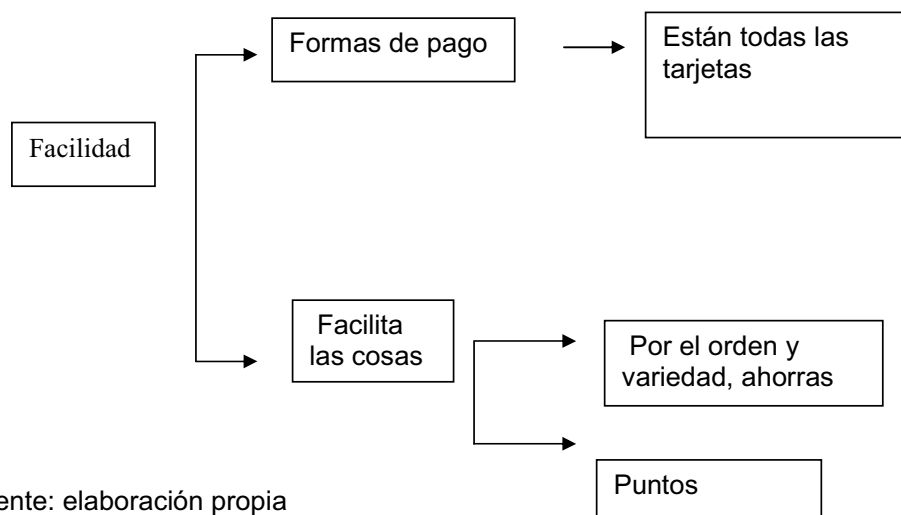 Formas de pago
Están todas las
tarjetas
Facilidad
Facilita
las cosas
Por el orden y
variedad, ahorras
Puntos
ente: elaboración propia